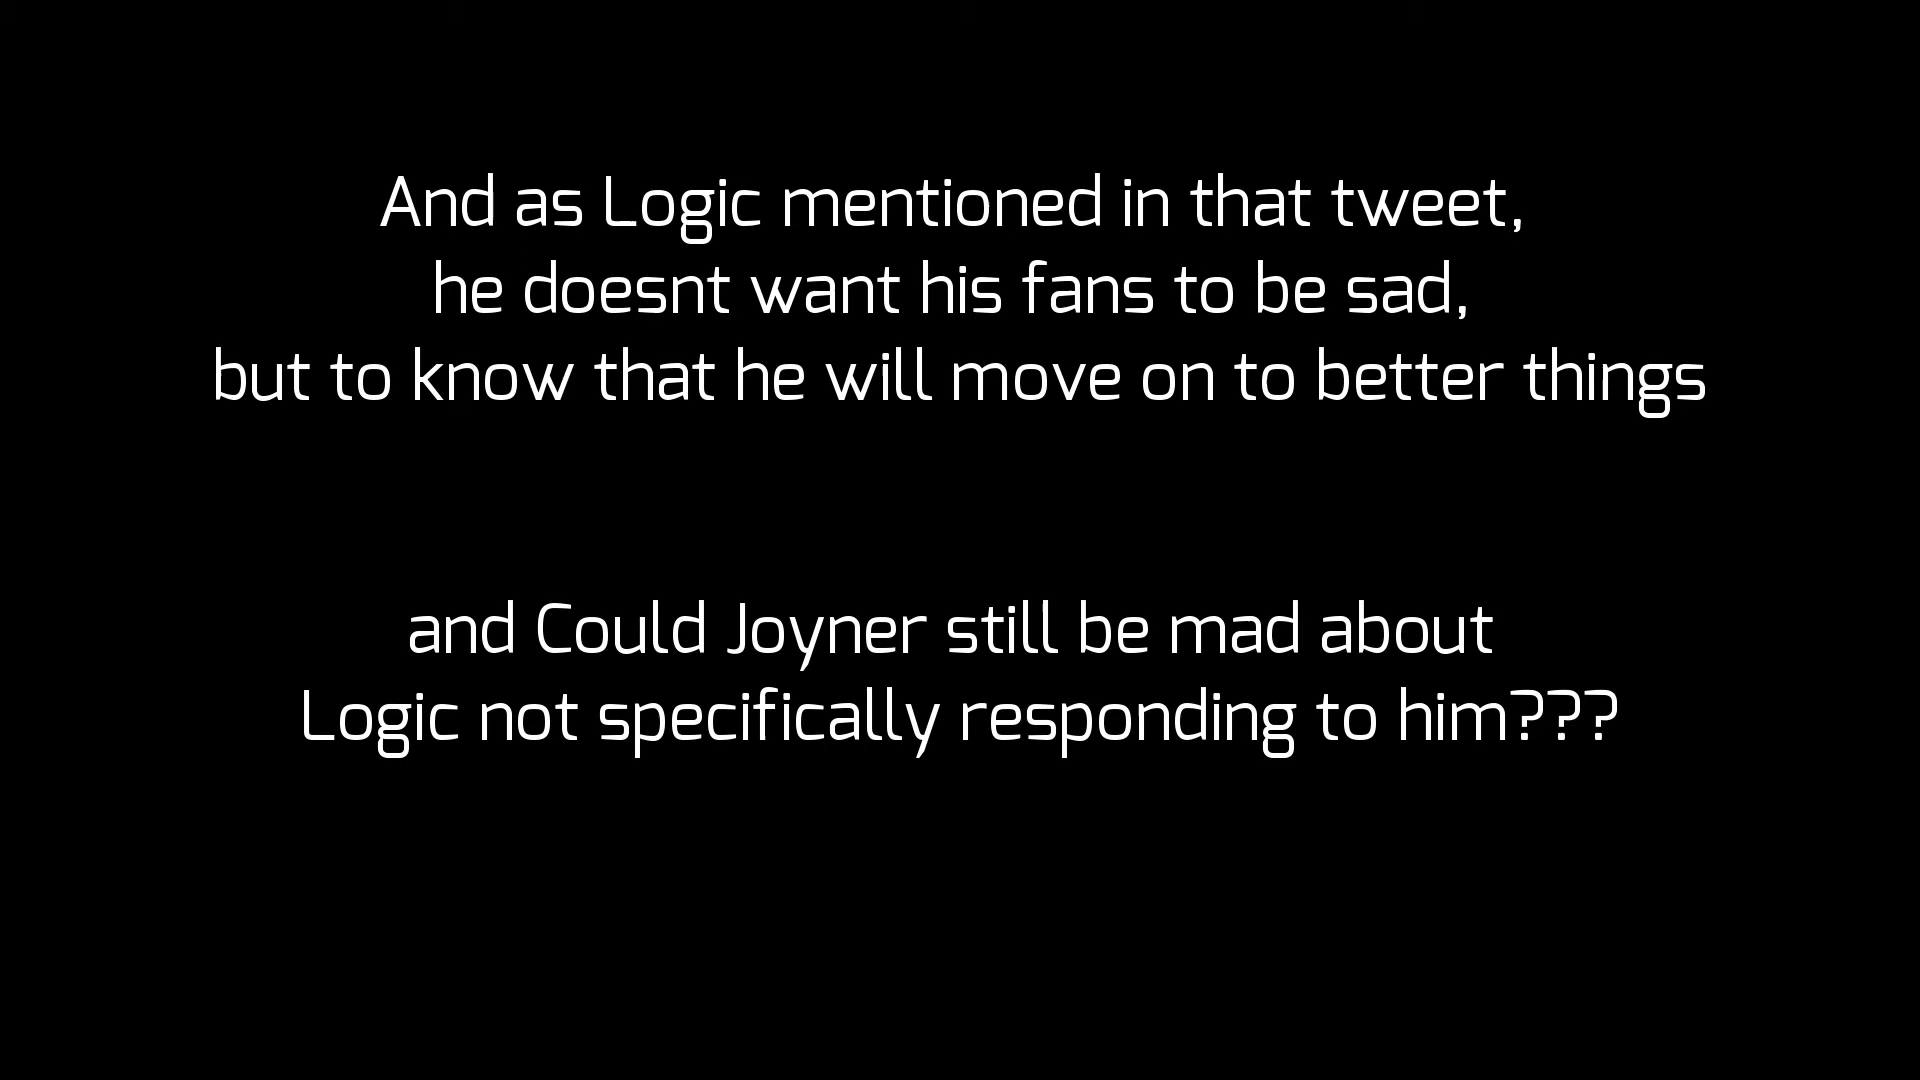 And as Logic mentioned in that tweet,
he doesnt want his fans to be sad,
but to know that he will move on to better things
and Could Joyner still be mad about
Logic not specifically responding to him???